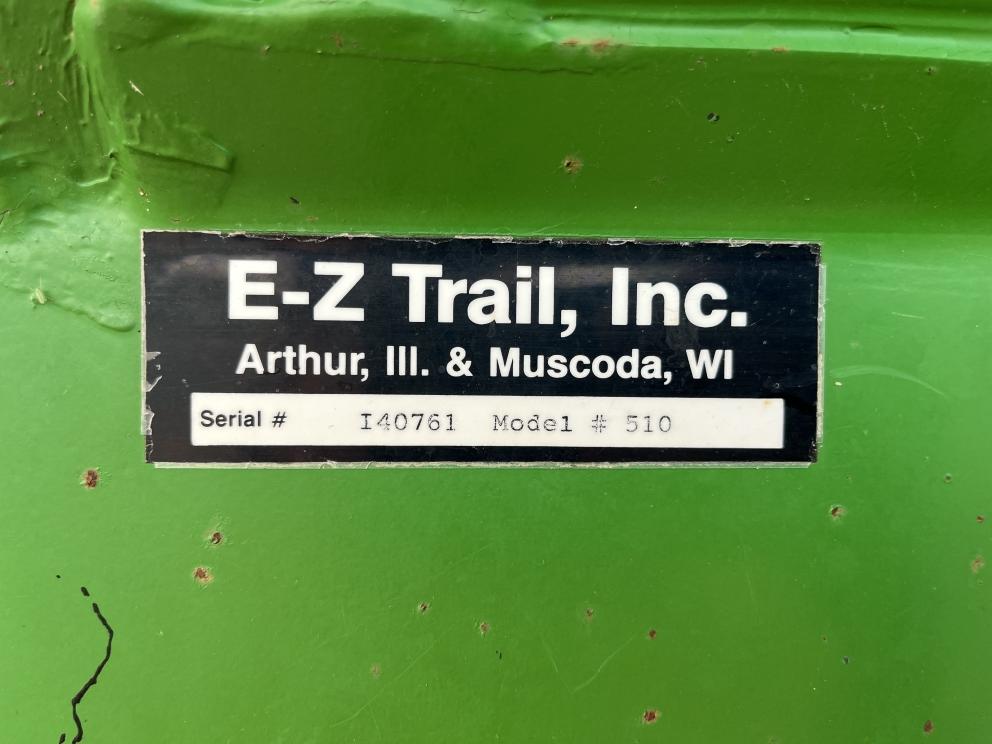 E-Z Trail, Inc.
Arthur, Ill. & Muscoda, WI
Serial # I40761 Model # 510